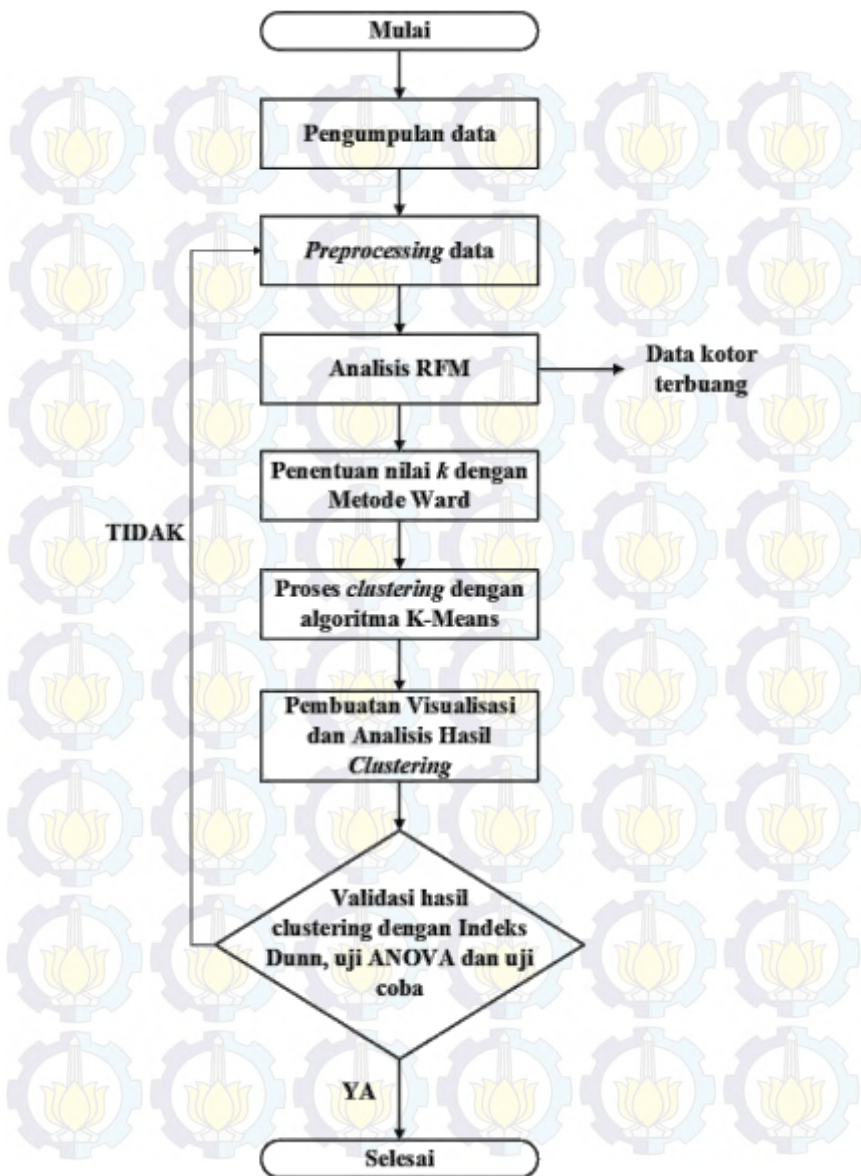 Mulai
Pengumpulan data
Preprocessing data
Analisis RFM
Data kotor
terbuang
Penentuan nilai k dengan
Metode Ward
TIDAK
Proses clustering dengan
algoritma K-Means
Pembuatan Visualisasi
dan Analisis Hasil
Clustering
Validasi hasil
clustering dengan Indeks
Dunn, uji ANOVA dan uji
coba
YA
Selesai